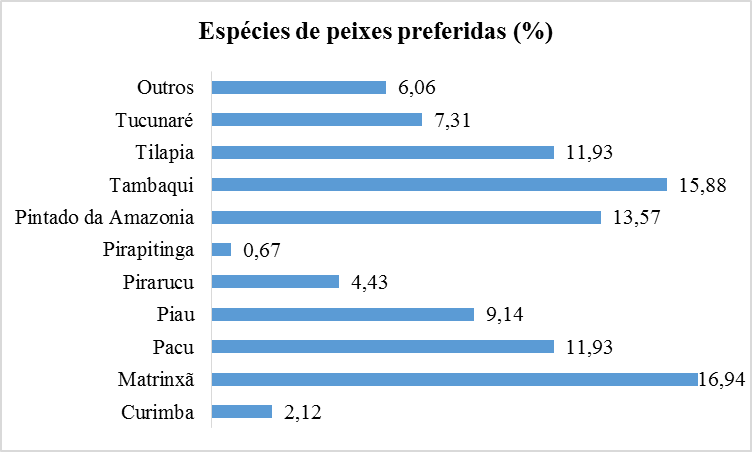 Espécies de peixes preferidas (%)
Outros 6,06
Tucunaré 7,31
Tilapia 11,93
Tambaqui 15,88
Pintado da Amazonia 13,57
Pirapitinga 0,67
Pirarucu 4,43
Piau 9,14
Pacu 11,93
Matrinxã 16,94
Curimba 2,12